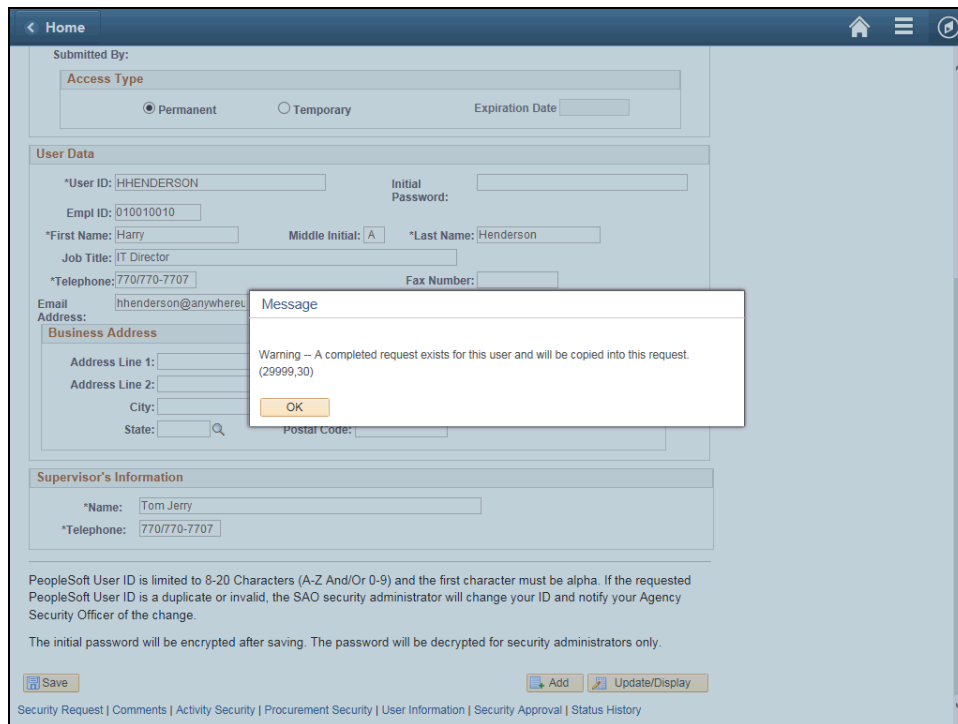 Home
Submitted By:
Access Type
Permanent Temporary Expiration Date
User Data
*User ID: HHENDERSON Initial Password:
Empl ID: 010010010
*First Name: Harry Middle Initial: A *Last Name: Henderson
Job Title: IT Director
*Telephone: 770/770-7707 Fax Number:
Email Address: hhenderson@anywhereu
Message
Warning -- A completed request exists for this user and will be copied into this request.
(29999,30)
OK
Business Address
Address Line 1:
Address Line 2:
City:
State: Postal Code:
Supervisor's Information
*Name: Tom Jerry
*Telephone: 770/770-7707
PeopleSoft User ID is limited to 8-20 Characters (A-Z And/Or 0-9) and the first character must be alpha. If the requested
PeopleSoft User ID is a duplicate or invalid, the SAO security administrator will change your ID and notify your Agency
Security Officer of the change.
The initial password will be encrypted after saving. The password will be decrypted for security administrators only.
Save Add Update/Display
Security Request | Comments | Activity Security | Procurement Security | User Information | Security Approval | Status History